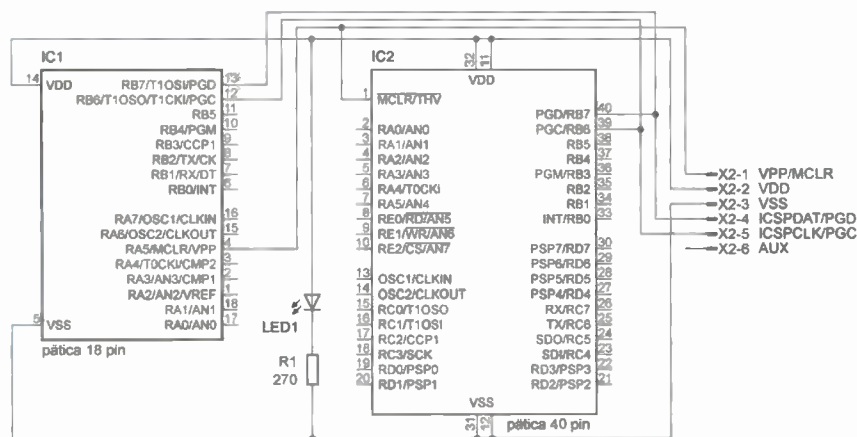 IC1
14 VDD
RB7/T1OSI/PGD 13
RB6/T1OSO/T1CKI/PGC 12
RB5 11
RB4/PGM 10
RB3/CCP1 9
RB2/TX/CK 8
RB1/RX/DT 7
RB0/INT 6
RA7/OSC1/CLKIN 16
RA6/OSC2/CLKOUT 15
RA5/MCLR/VPP 4
RA4/T0CKI/CMP2 3
RA3/AN3/CMP1 2
RA2/AN2/VREF 1
RA1/AN1 18
RA0/AN0 17
5 VSS
pätica 18 pin
LED1
R1
270
IC2
32 11
VDD
1 MCLR/THV
2 RA0/AN0
3 RA1/AN1
4 RA2/AN2
5 RA3/AN3
6 RA4/T0CKI
7 RA5/AN4
8 RE0/RD/AN5
9 RE1/WR/AN6
10 RE2/CS/AN7
13 OSC1/CLKIN
14 OSC2/CLKOUT
15 RC0/T1OSO
16 RC1/T1OSI
17 RC2/CCP1
18 RC3/SCK
19 RD0/PSP0
20 RD1/PSP1
PGD/RB7 40
PGC/RB6 39
RB5 38
RB4 37
PGM/RB3 36
RB2 35
RB1 34
INT/RB0 33
PSP7/RD7 30
PSP6/RD6 29
PSP5/RD5 28
PSP4/RD4 27
RX/RC7 26
TX/RC6 25
SDO/RC5 24
SDI/RC4 23
RD3/PSP3 22
RD2/PSP2 21
VSS
31 12
pätica 40 pin
X2-1 VPP/MCLR
X2-2 VDD
X2-3 VSS
X2-4 ICSPDAT/PGD
X2-5 ICSPCLK/PGC
X2-6 AUX